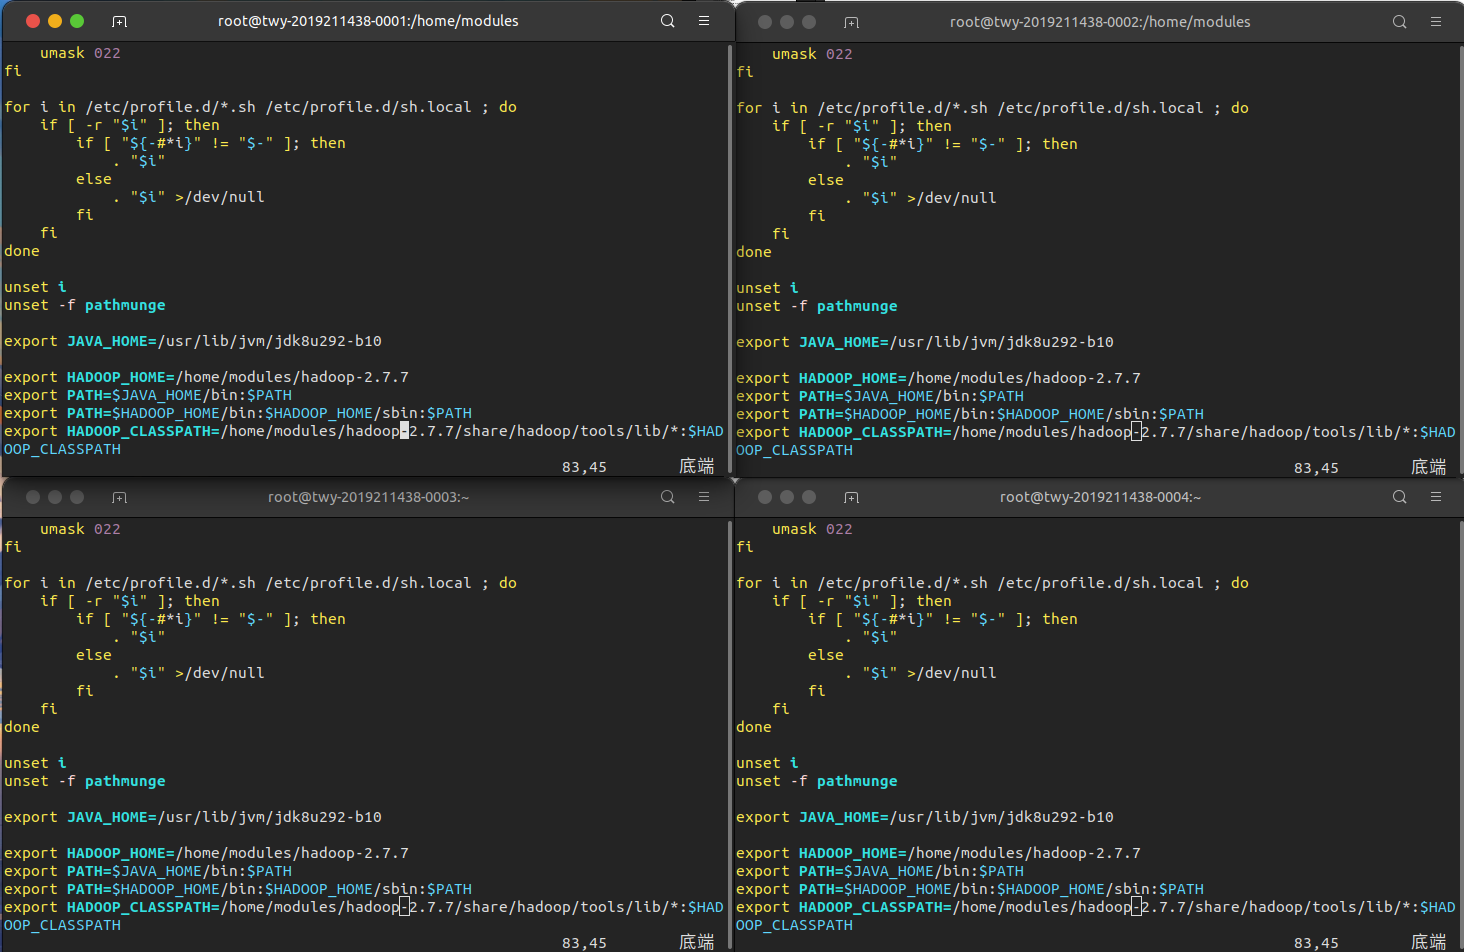 root@twy-2019211438-0001:/home/modules
    umask 022
fi

for i in /etc/profile.d/*.sh /etc/profile.d/sh.local ; do
    if [ -r "$i" ]; then
        if [ "${-#*i}" != "$-" ]; then
            . "$i"
        else
            . "$i" >/dev/null
        fi
    fi
done

unset i
unset -f pathmunge

export JAVA_HOME=/usr/lib/jvm/jdk8u292-b10

export HADOOP_HOME=/home/modules/hadoop-2.7.7
export PATH=$JAVA_HOME/bin:$PATH
export PATH=$HADOOP_HOME/bin:$HADOOP_HOME/sbin:$PATH
export HADOOP_CLASSPATH=/home/modules/hadoop-2.7.7/share/hadoop/tools/lib/*:$HAD
OOP_CLASSPATH
83,45 底端
root@twy-2019211438-0002:/home/modules
    umask 022
fi

for i in /etc/profile.d/*.sh /etc/profile.d/sh.local ; do
    if [ -r "$i" ]; then
        if [ "${-#*i}" != "$-" ]; then
            . "$i"
        else
            . "$i" >/dev/null
        fi
    fi
done

unset i
unset -f pathmunge

export JAVA_HOME=/usr/lib/jvm/jdk8u292-b10

export HADOOP_HOME=/home/modules/hadoop-2.7.7
export PATH=$JAVA_HOME/bin:$PATH
export PATH=$HADOOP_HOME/bin:$HADOOP_HOME/sbin:$PATH
export HADOOP_CLASSPATH=/home/modules/hadoop-2.7.7/share/hadoop/tools/lib/*:$HAD
OOP_CLASSPATH
83,45 底端
root@twy-2019211438-0003:~
    umask 022
fi

for i in /etc/profile.d/*.sh /etc/profile.d/sh.local ; do
    if [ -r "$i" ]; then
        if [ "${-#*i}" != "$-" ]; then
            . "$i"
        else
            . "$i" >/dev/null
        fi
    fi
done

unset i
unset -f pathmunge

export JAVA_HOME=/usr/lib/jvm/jdk8u292-b10

export HADOOP_HOME=/home/modules/hadoop-2.7.7
export PATH=$JAVA_HOME/bin:$PATH
export PATH=$HADOOP_HOME/bin:$HADOOP_HOME/sbin:$PATH
export HADOOP_CLASSPATH=/home/modules/hadoop-2.7.7/share/hadoop/tools/lib/*:$HAD
OOP_CLASSPATH
83,45 底端
root@twy-2019211438-0004:~
    umask 022
fi

for i in /etc/profile.d/*.sh /etc/profile.d/sh.local ; do
    if [ -r "$i" ]; then
        if [ "${-#*i}" != "$-" ]; then
            . "$i"
        else
            . "$i" >/dev/null
        fi
    fi
done

unset i
unset -f pathmunge

export JAVA_HOME=/usr/lib/jvm/jdk8u292-b10

export HADOOP_HOME=/home/modules/hadoop-2.7.7
export PATH=$JAVA_HOME/bin:$PATH
export PATH=$HADOOP_HOME/bin:$HADOOP_HOME/sbin:$PATH
export HADOOP_CLASSPATH=/home/modules/hadoop-2.7.7/share/hadoop/tools/lib/*:$HAD
OOP_CLASSPATH
83,45 底端